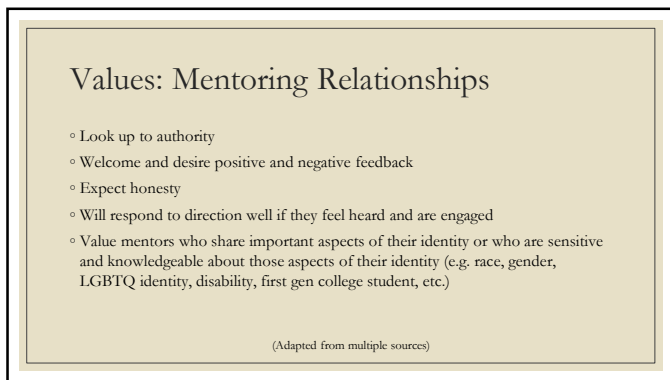 Values: Mentoring Relationships
◦ Look up to authority
◦ Welcome and desire positive and negative feedback
◦ Expect honesty
◦ Will respond to direction well if they feel heard and are engaged
◦ Value mentors who share important aspects of their identity or who are sensitive
and knowledgeable about those aspects of their identity (e.g. race, gender,
LGBTQ identity, disability, first gen college student, etc.)
(Adapted from multiple sources)